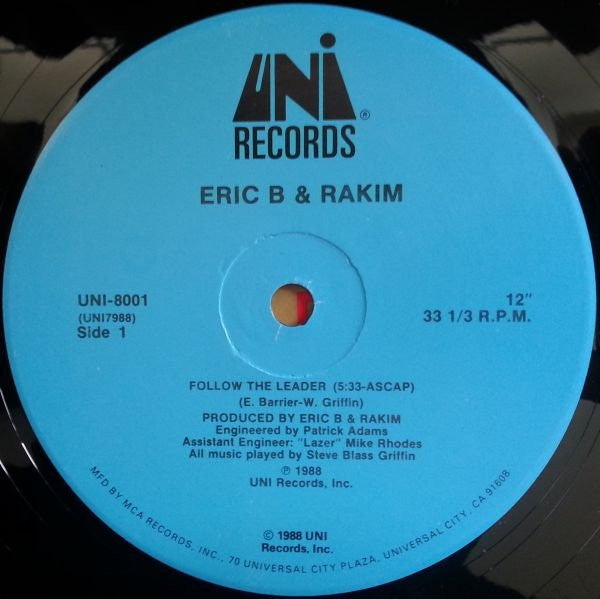 UNi®
RECORDS
ERIC B & RAKIM
UNI-8001
(UNI7988)
Side 1
12"
33 1/3 R.P.M.
FOLLOW THE LEADER (5:33-ASCAP)
(E. Barrier-W. Griffin)
PRODUCED BY ERIC B & RAKIM
Engineered by Patrick Adams
Assistant Engineer: "Lazer" Mike Rhodes
All music played by Steve Blass Griffin
℗ 1988
UNI Records, Inc.
© 1988 UNI
Records, Inc.
MFD BY MCA RECORDS, INC., 70 UNIVERSAL CITY PLAZA, UNIVERSAL CITY, CA 91608